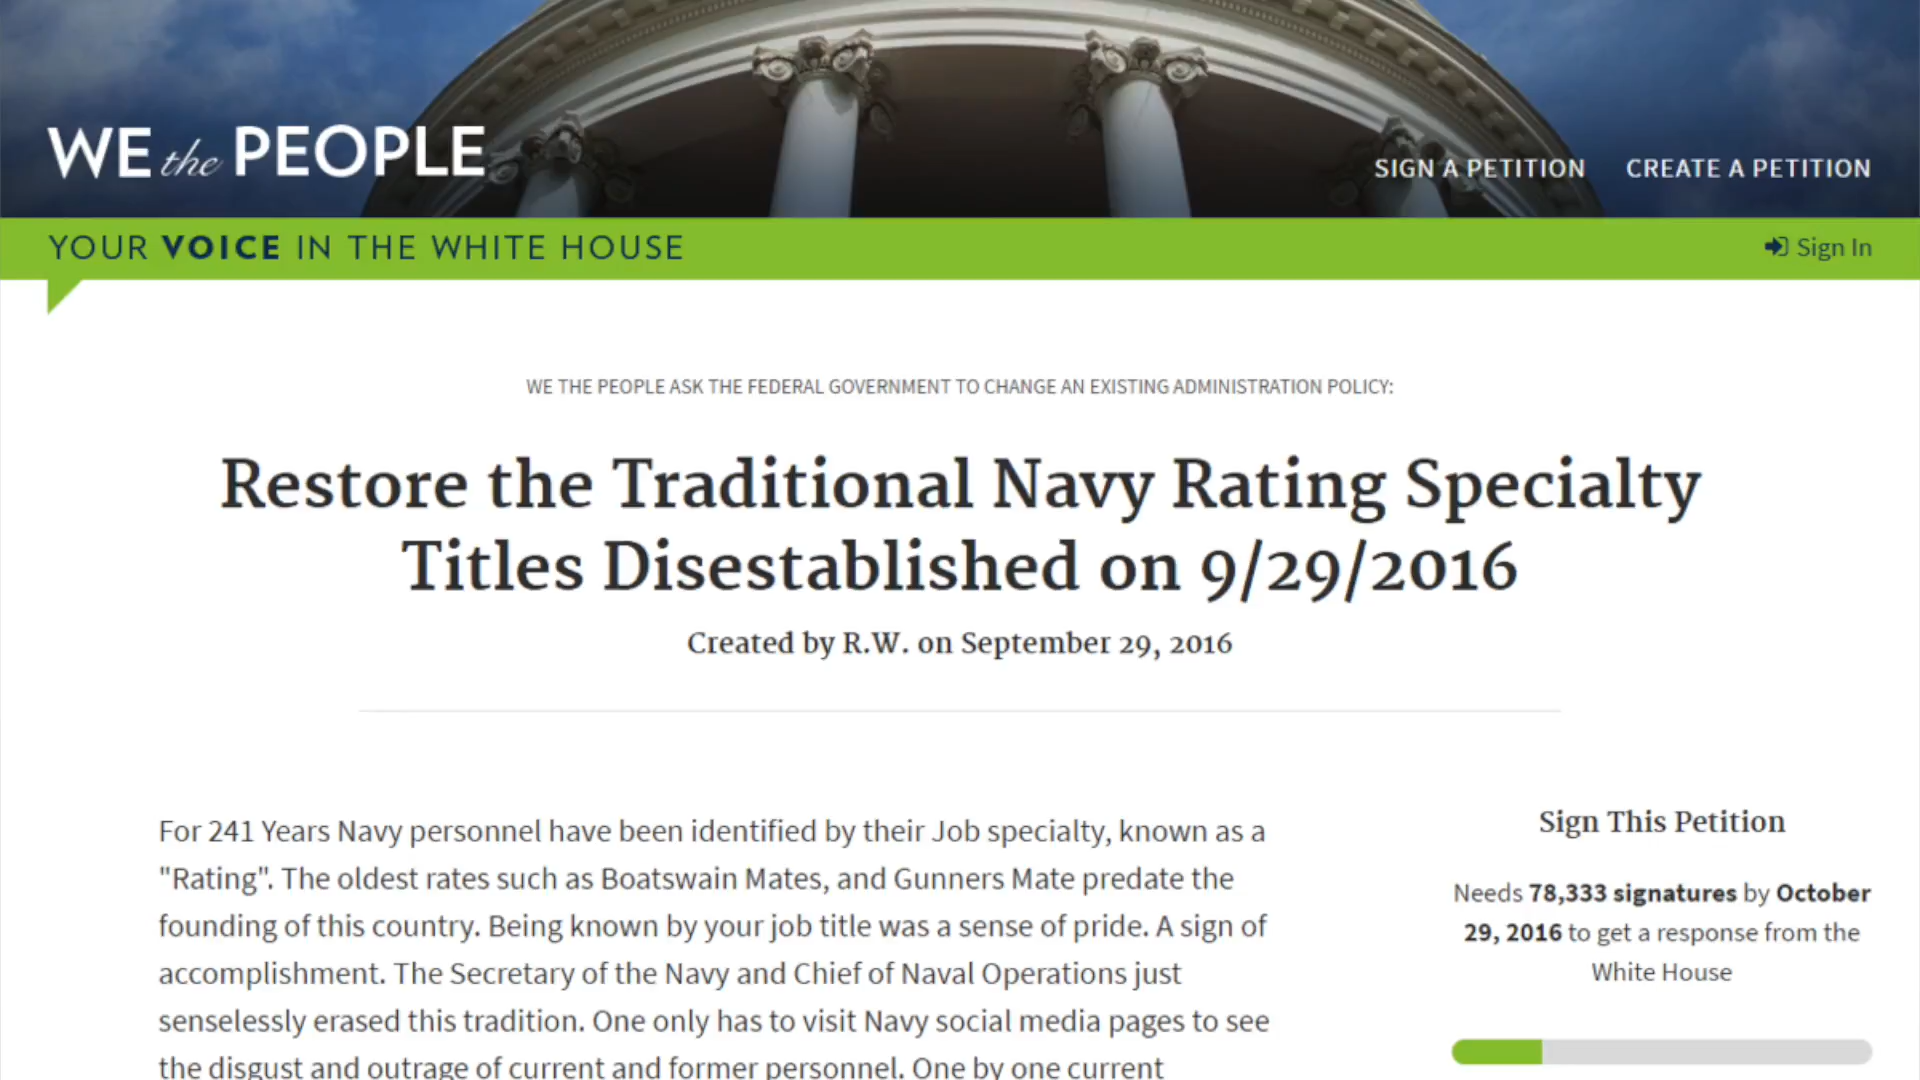 WE the PEOPLE
SIGN A PETITION CREATE A PETITION
YOUR VOICE IN THE WHITE HOUSE
Sign In
WE THE PEOPLE ASK THE FEDERAL GOVERNMENT TO CHANGE AN EXISTING ADMINISTRATION POLICY:
Restore the Traditional Navy Rating Specialty
Titles Disestablished on 9/29/2016
Created by R.W. on September 29, 2016
For 241 Years Navy personnel have been identified by their Job specialty, known as a
"Rating". The oldest rates such as Boatswain Mates, and Gunners Mate predate the
founding of this country. Being known by your job title was a sense of pride. A sign of
accomplishment. The Secretary of the Navy and Chief of Naval Operations just
senselessly erased this tradition. One only has to visit Navy social media pages to see
the disgust and outrage of current and former personnel. One by one current
Sign This Petition
Needs 78,333 signatures by October
29, 2016 to get a response from the
White House